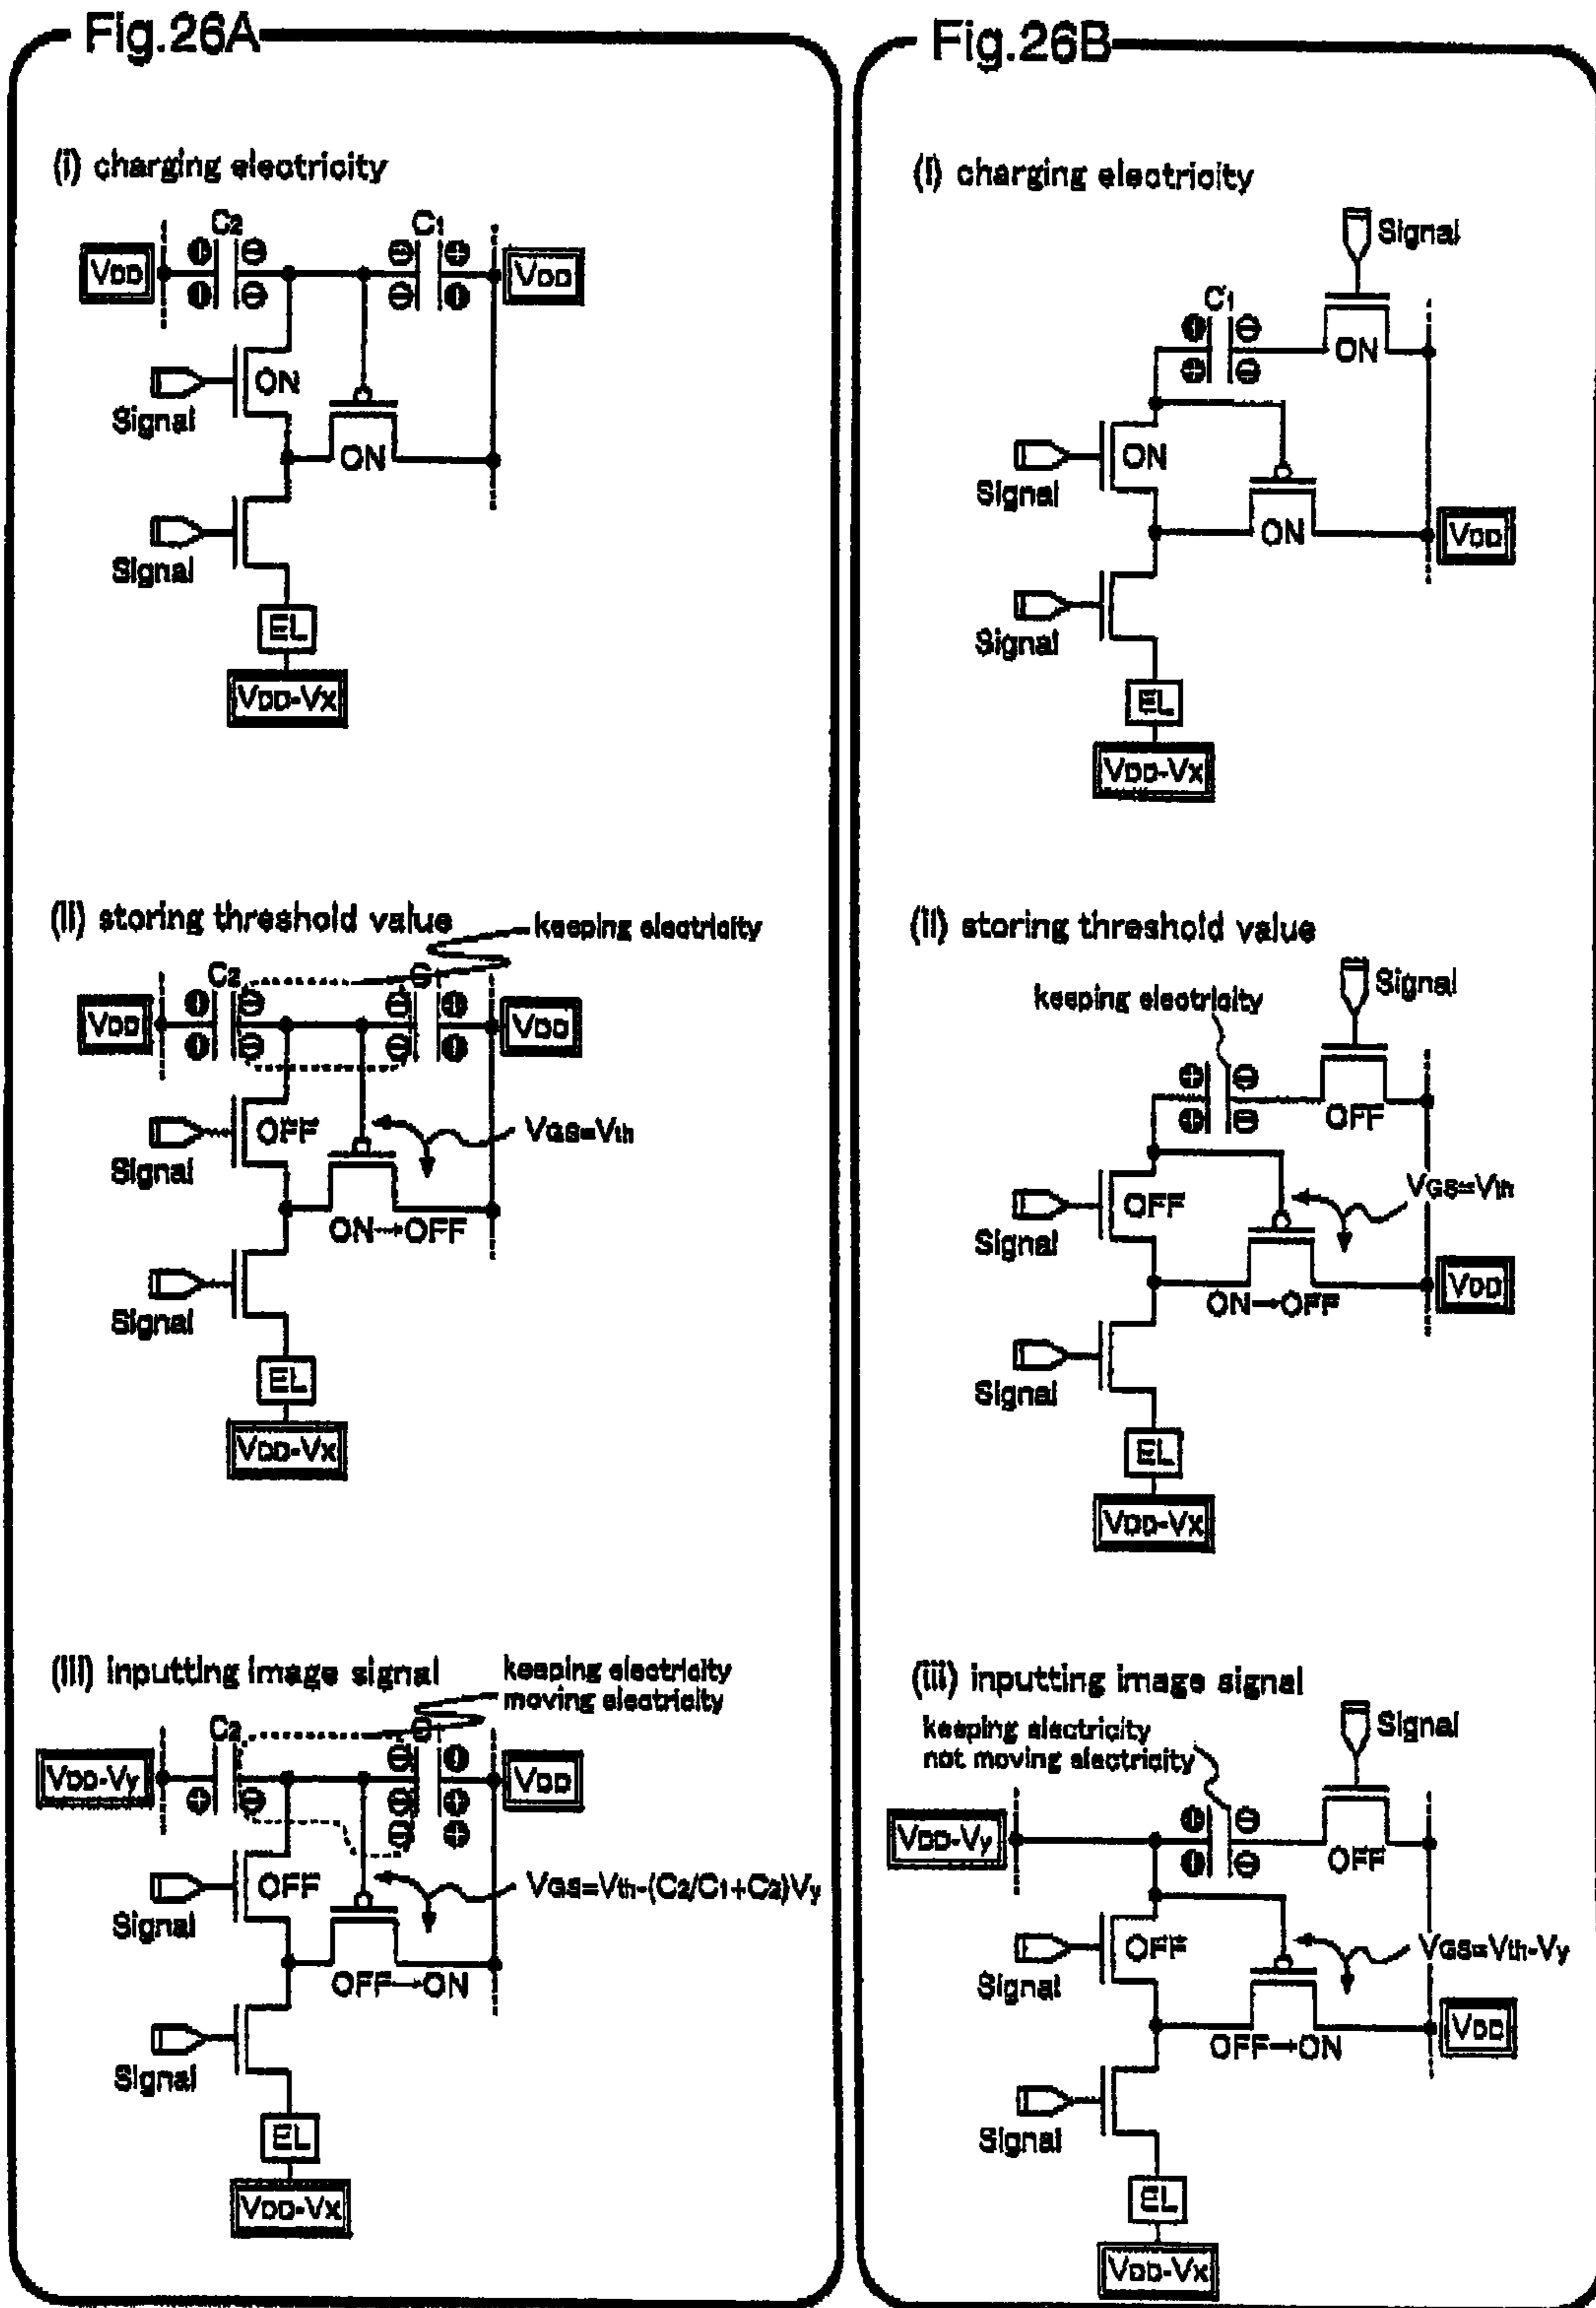 Fig.26A
(i) charging electricity
C2
C1
VDD
VDD
ON
Signal
ON
Signal
EL
VDD-Vx
(ii) storing threshold value
keeping electricity
C2
C
VDD
VDD
OFF
VGS=Vth
Signal
ON→OFF
Signal
EL
VDD-Vx
(iii) inputting image signal
keeping electricity
moving electricity
C2
VDD-Vy
VDD
OFF
VGS=Vth-(C2/C1+C2)Vy
Signal
OFF→ON
Signal
EL
VDD-Vx
Fig.26B
(i) charging electricity
Signal
C1
ON
ON
Signal
ON
VDD
Signal
EL
VDD-Vx
(ii) storing threshold value
Signal
keeping electricity
OFF
VGS=Vth
OFF
Signal
VDD
ON→OFF
Signal
EL
VDD-Vx
(iii) inputting image signal
keeping electricity
not moving electricity
Signal
VDD-Vy
OFF
OFF
VGS=Vth-Vy
Signal
VDD
OFF→ON
Signal
EL
VDD-Vx